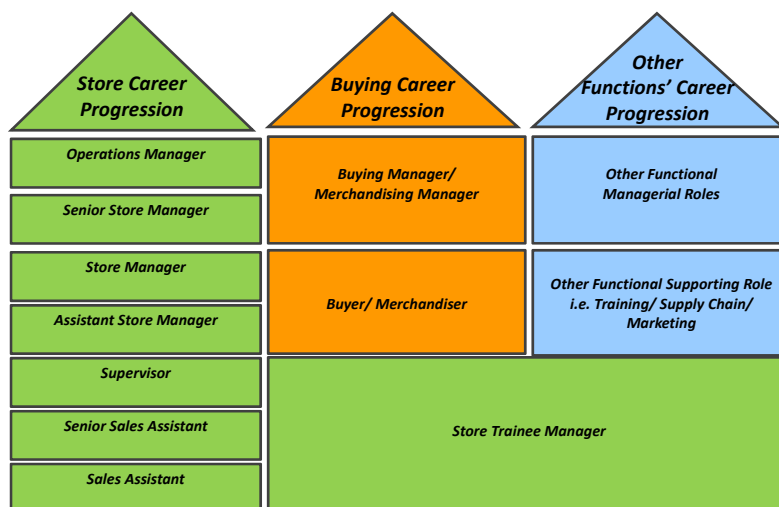 Store Career
Progression
Operations Manager
Senior Store Manager
Store Manager
Assistant Store Manager
Supervisor
Senior Sales Assistant
Sales Assistant
Buying Career
Progression
Buying Manager/
Merchandising Manager
Buyer/ Merchandiser
Other
Functions’ Career
Progression
Other Functional
Managerial Roles
Other Functional Supporting Role
i.e. Training/ Supply Chain/
Marketing
Store Trainee Manager